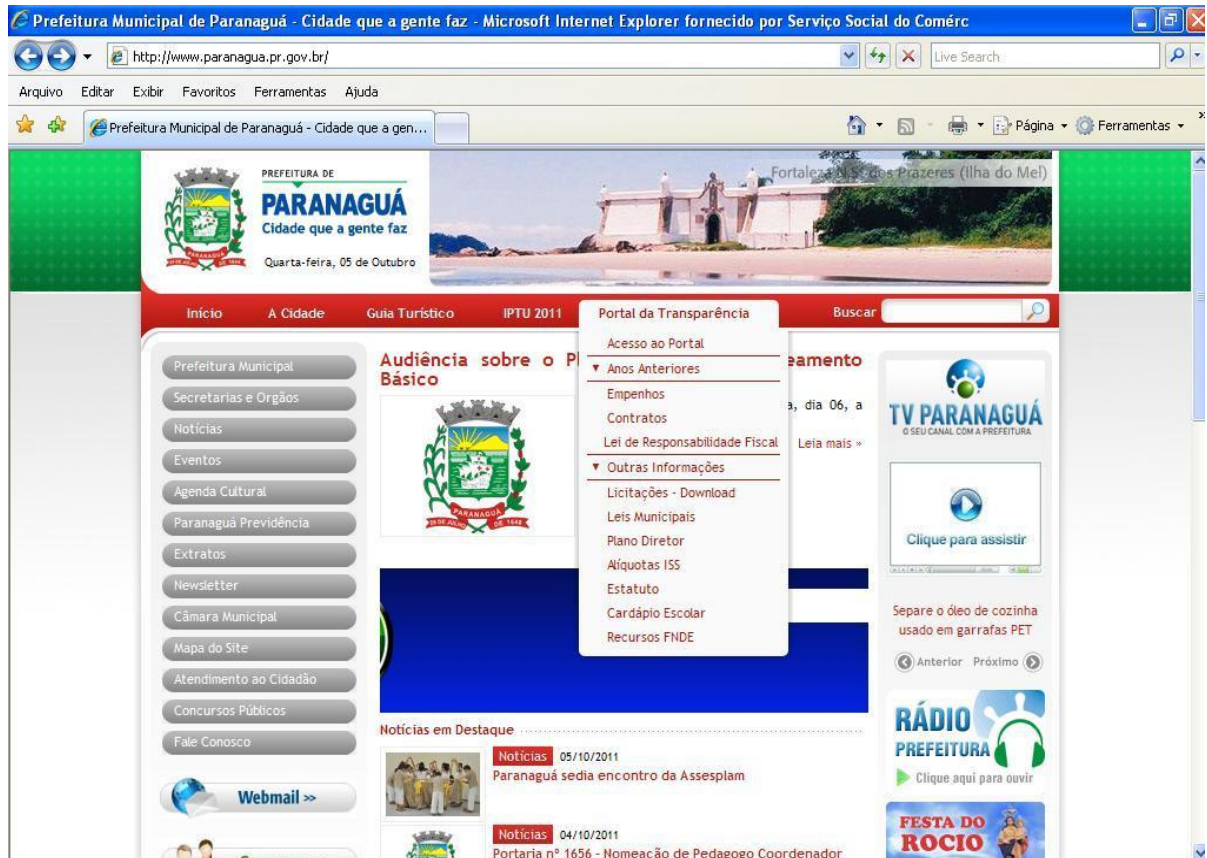 Prefeitura Municipal de Paranaguá - Cidade que a gente faz - Microsoft Internet Explorer fornecido por Serviço Social do Comérc
http://www.paranagua.pr.gov.br/
Live Search
Arquivo Editar Exibir Favoritos Ferramentas Ajuda
Prefeitura Municipal de Paranaguá - Cidade que a gen...
Página
Ferramentas
PREFEITURA DE
PARANAGUÁ
Cidade que a gente faz
Quarta-feira, 05 de Outubro
Fortaleza N.Sª dos Prazeres (Ilha do Mel)
Início A Cidade Guia Turístico IPTU 2011 Portal da Transparência Buscar
Acesso ao Portal
Anos Anteriores
Empenhos
Contratos
Lei de Responsabilidade Fiscal
Outras Informações
Licitações - Download
Leis Municipais
Plano Diretor
Alíquotas ISS
Estatuto
Cardápio Escolar
Recursos FNDE
Prefeitura Municipal
Secretarias e Orgãos
Notícias
Eventos
Agenda Cultural
Paranaguá Previdência
Extratos
Newsletter
Câmara Municipal
Mapa do Site
Atendimento ao Cidadão
Concursos Públicos
Fale Conosco
Webmail »
Audiência sobre o Pl eamento
Básico
a, dia 06, a
Leia mais »
PARANAGUÁ
29 DE JULHO DE 1648
Notícias em Destaque
Notícias 05/10/2011
Paranaguá sedia encontro da Assesplam
Notícias 04/10/2011
Portaria nº 1656 - Nomeação de Pedagogo Coordenador
TV PARANAGUÁ
O SEU CANAL COM A PREFEITURA
Clique para assistir
Separe o óleo de cozinha
usado em garrafas PET
Anterior Próximo
RÁDIO
PREFEITURA
Clique aqui para ouvir
FESTA DO
ROCIO